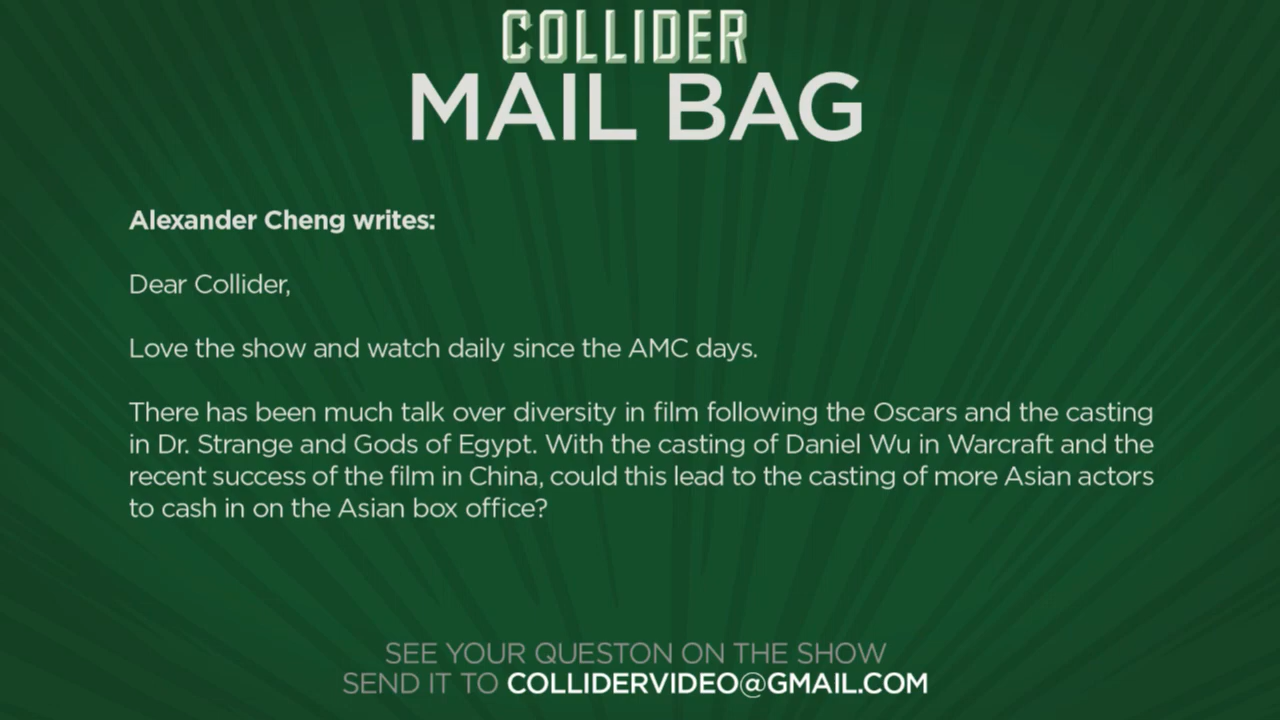 COLLIDER
MAIL BAG
Alexander Cheng writes:
Dear Collider,
Love the show and watch daily since the AMC days.
There has been much talk over diversity in film following the Oscars and the casting
in Dr. Strange and Gods of Egypt. With the casting of Daniel Wu in Warcraft and the
recent success of the film in China, could this lead to the casting of more Asian actors
to cash in on the Asian box office?
SEE YOUR QUESTON ON THE SHOW
SEND IT TO COLLIDERVIDEO@GMAIL.COM